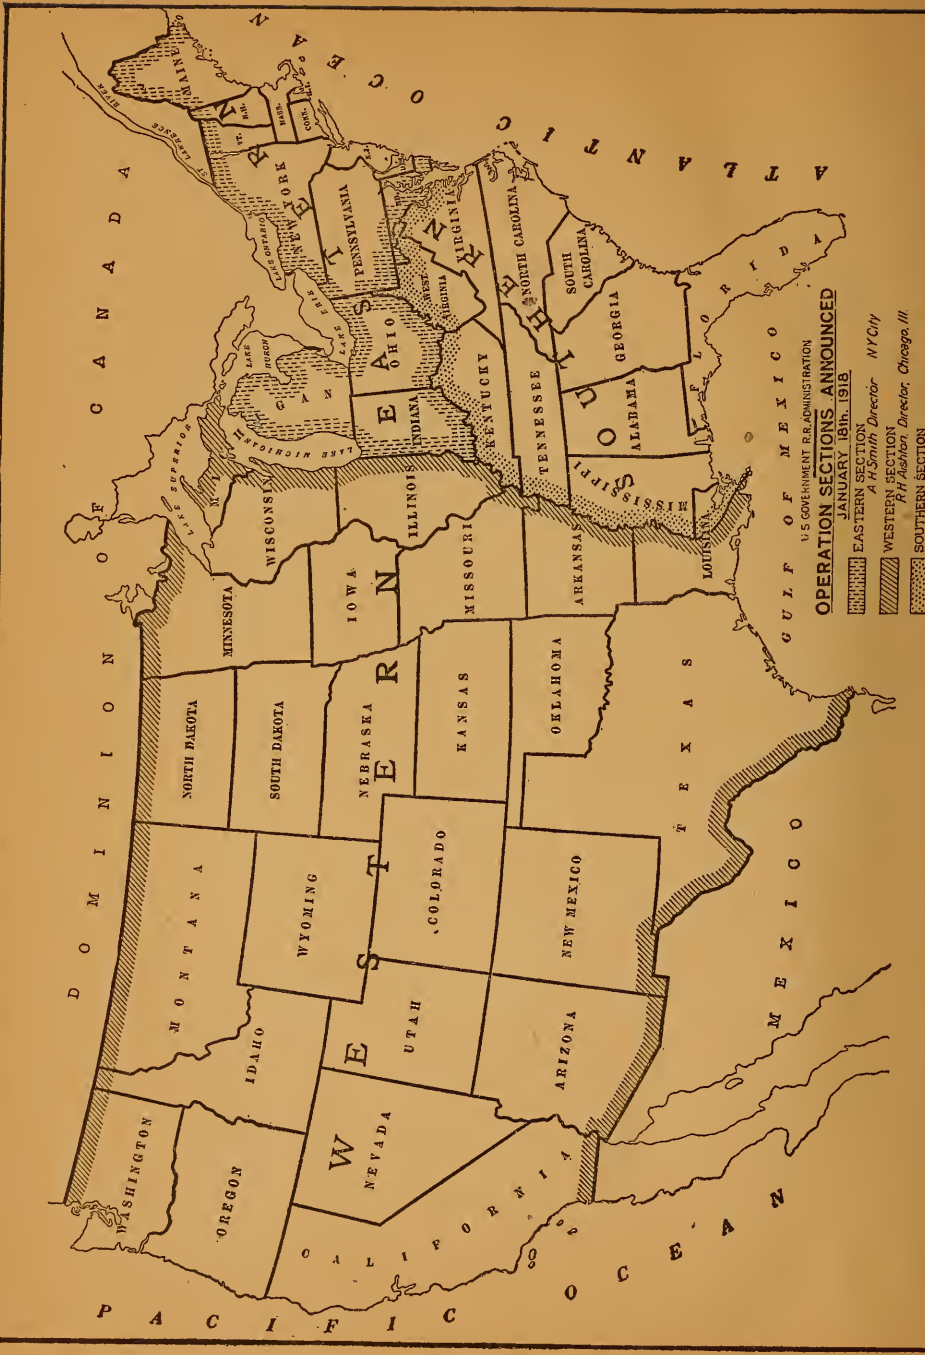 DOMINION OF CANADA
ST LAWRENCE RIVER
LAKE SUPERIOR
LAKE HURON
LAKE MICHIGAN
LAKE ERIE
LAKE ONTARIO
PACIFIC OCEAN
ATLANTIC OCEAN
GULF OF MEXICO
MEXICO
WESTERN
EASTERN
SOUTHERN
WASHINGTON
OREGON
CALIFORNIA
NEVADA
IDAHO
MONTANA
WYOMING
UTAH
COLORADO
ARIZONA
NEW MEXICO
NORTH DAKOTA
SOUTH DAKOTA
NEBRASKA
KANSAS
OKLAHOMA
TEXAS
MINNESOTA
IOWA
MISSOURI
ARKANSAS
LOUISIANA
WISCONSIN
ILLINOIS
MICHIGAN
INDIANA
OHIO
KENTUCKY
TENNESSEE
MISSISSIPPI
ALABAMA
GEORGIA
FLORIDA
SOUTH CAROLINA
NORTH CAROLINA
VIRGINIA
WEST VIRGINIA
PENNSYLVANIA
NEW YORK
N.J.
VT.
N.H.
MASS.
CONN.
MAINE
U.S GOVERNMENT R.R. ADMINISTRATION
OPERATION SECTIONS ANNOUNCED
JANUARY 18th. 1918
EASTERN SECTION
A H Smith Director NY City
WESTERN SECTION
R H Aishton. Director, Chicago, Ill.
SOUTHERN SECTION